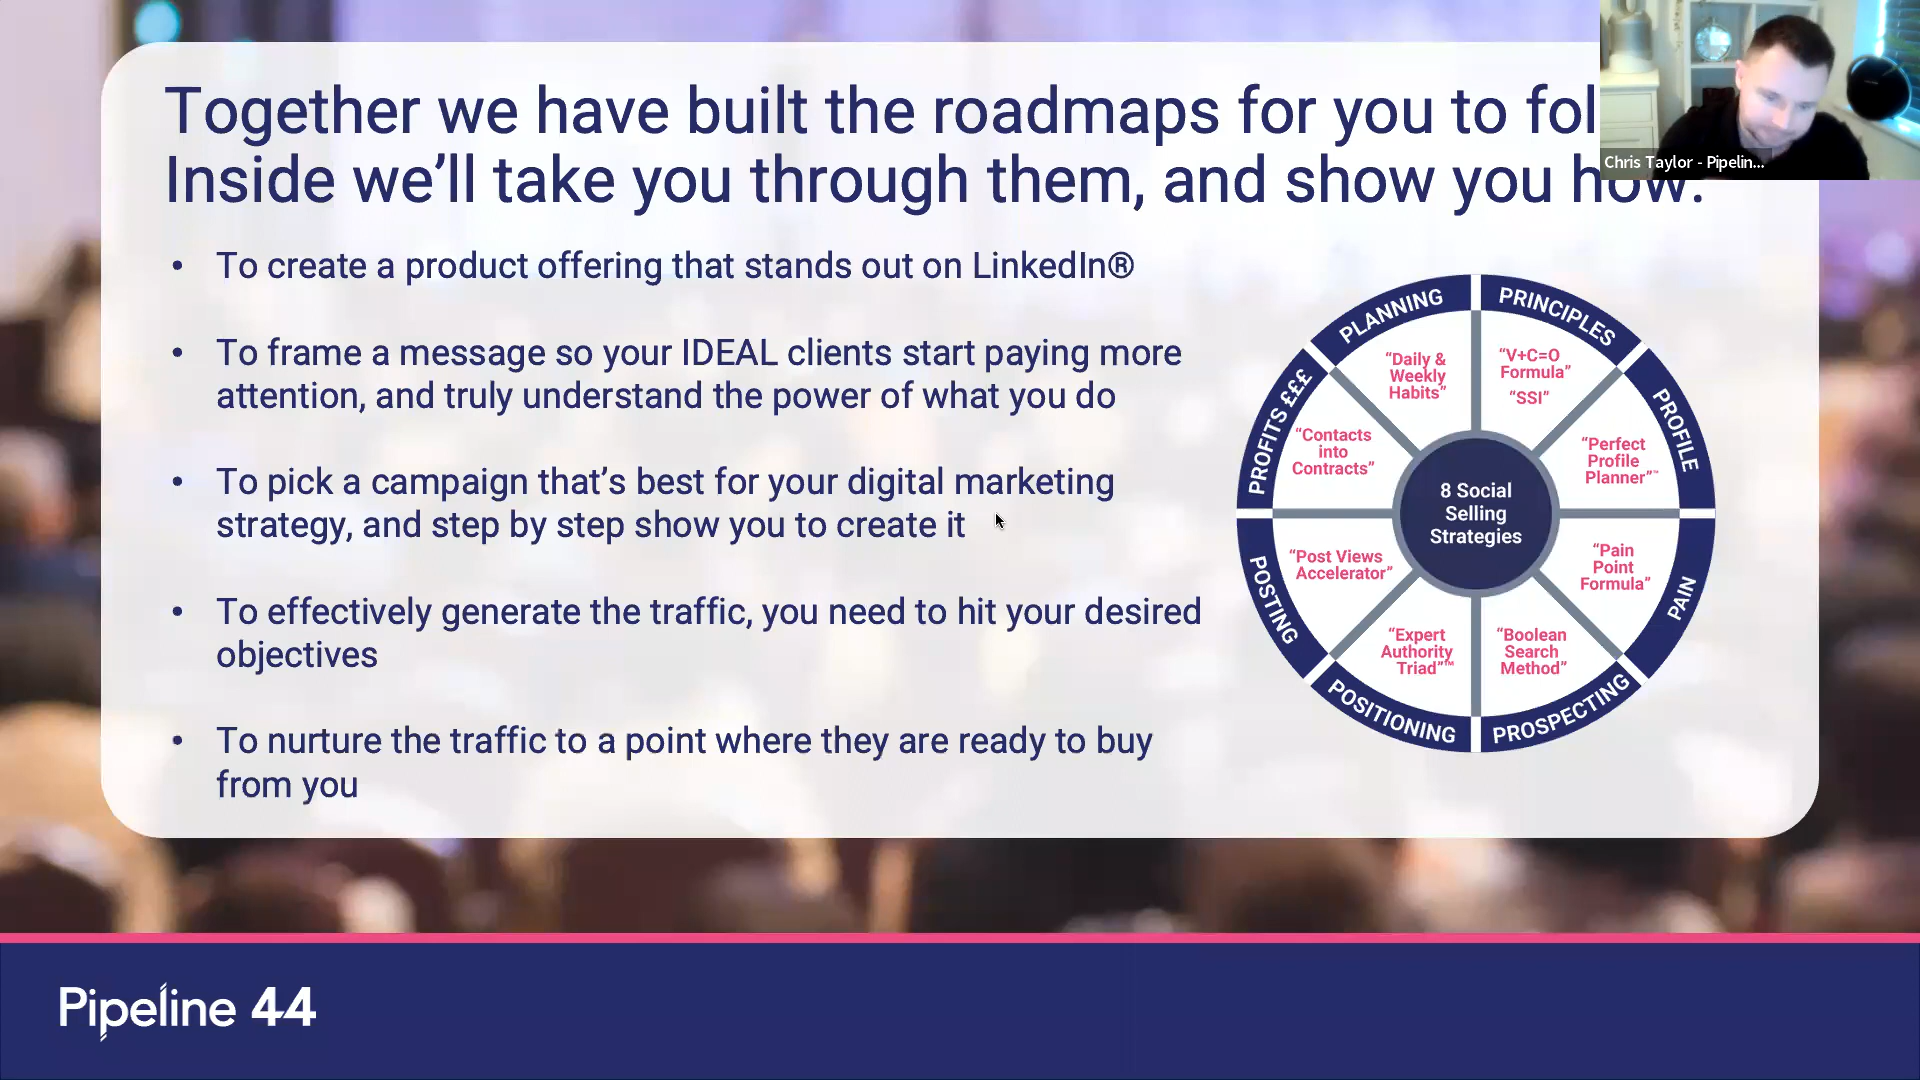 Together we have built the roadmaps for you to fol
Inside we’ll take you through them, and show you how.
Chris Taylor - Pipelin...
• To create a product offering that stands out on LinkedIn®
• To frame a message so your IDEAL clients start paying more
attention, and truly understand the power of what you do
• To pick a campaign that’s best for your digital marketing
strategy, and step by step show you to create it
• To effectively generate the traffic, you need to hit your desired
objectives
• To nurture the traffic to a point where they are ready to buy
from you
PLANNING
“Daily &
Weekly
Habits”
PRINCIPLES
“V+C=O
Formula”
“SSI”
PROFILE
“Perfect
Profile
Planner”™
PAIN
“Pain
Point
Formula”
PROSPECTING
“Boolean
Search
Method”
POSITIONING
“Expert
Authority
Triad”™
POSTING
“Post Views
Accelerator”
PROFITS £££
“Contacts
into
Contracts”
8 Social
Selling
Strategies
Pipeline 44